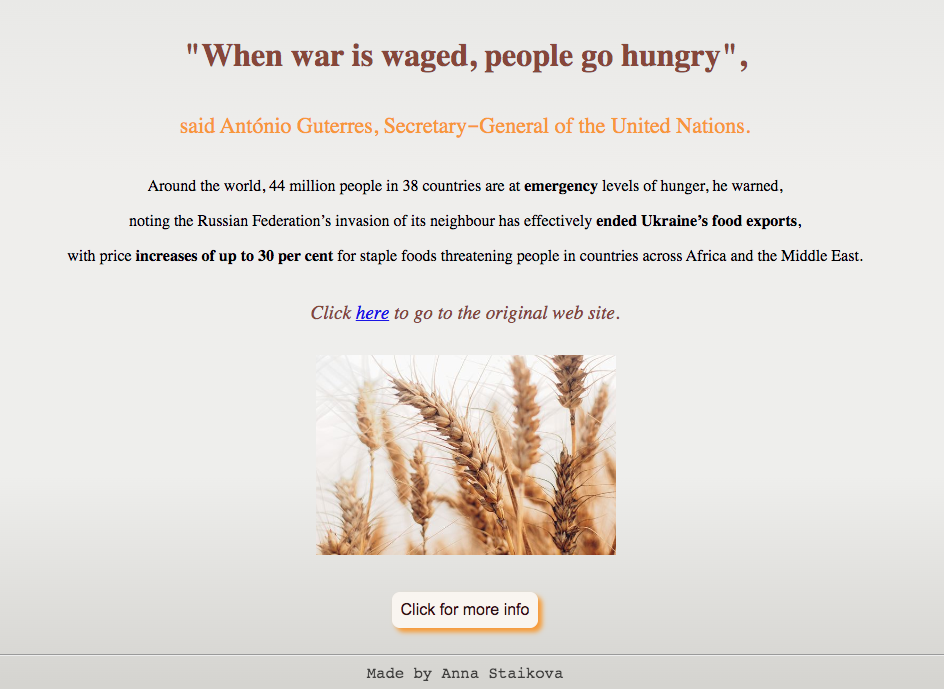 "When war is waged, people go hungry",
said António Guterres, Secretary-General of the United Nations.
Around the world, 44 million people in 38 countries are at emergency levels of hunger, he warned,
noting the Russian Federation’s invasion of its neighbour has effectively ended Ukraine’s food exports,
with price increases of up to 30 per cent for staple foods threatening people in countries across Africa and the Middle East.
Click here to go to the original web site.
Click for more info
Made by Anna Staikova